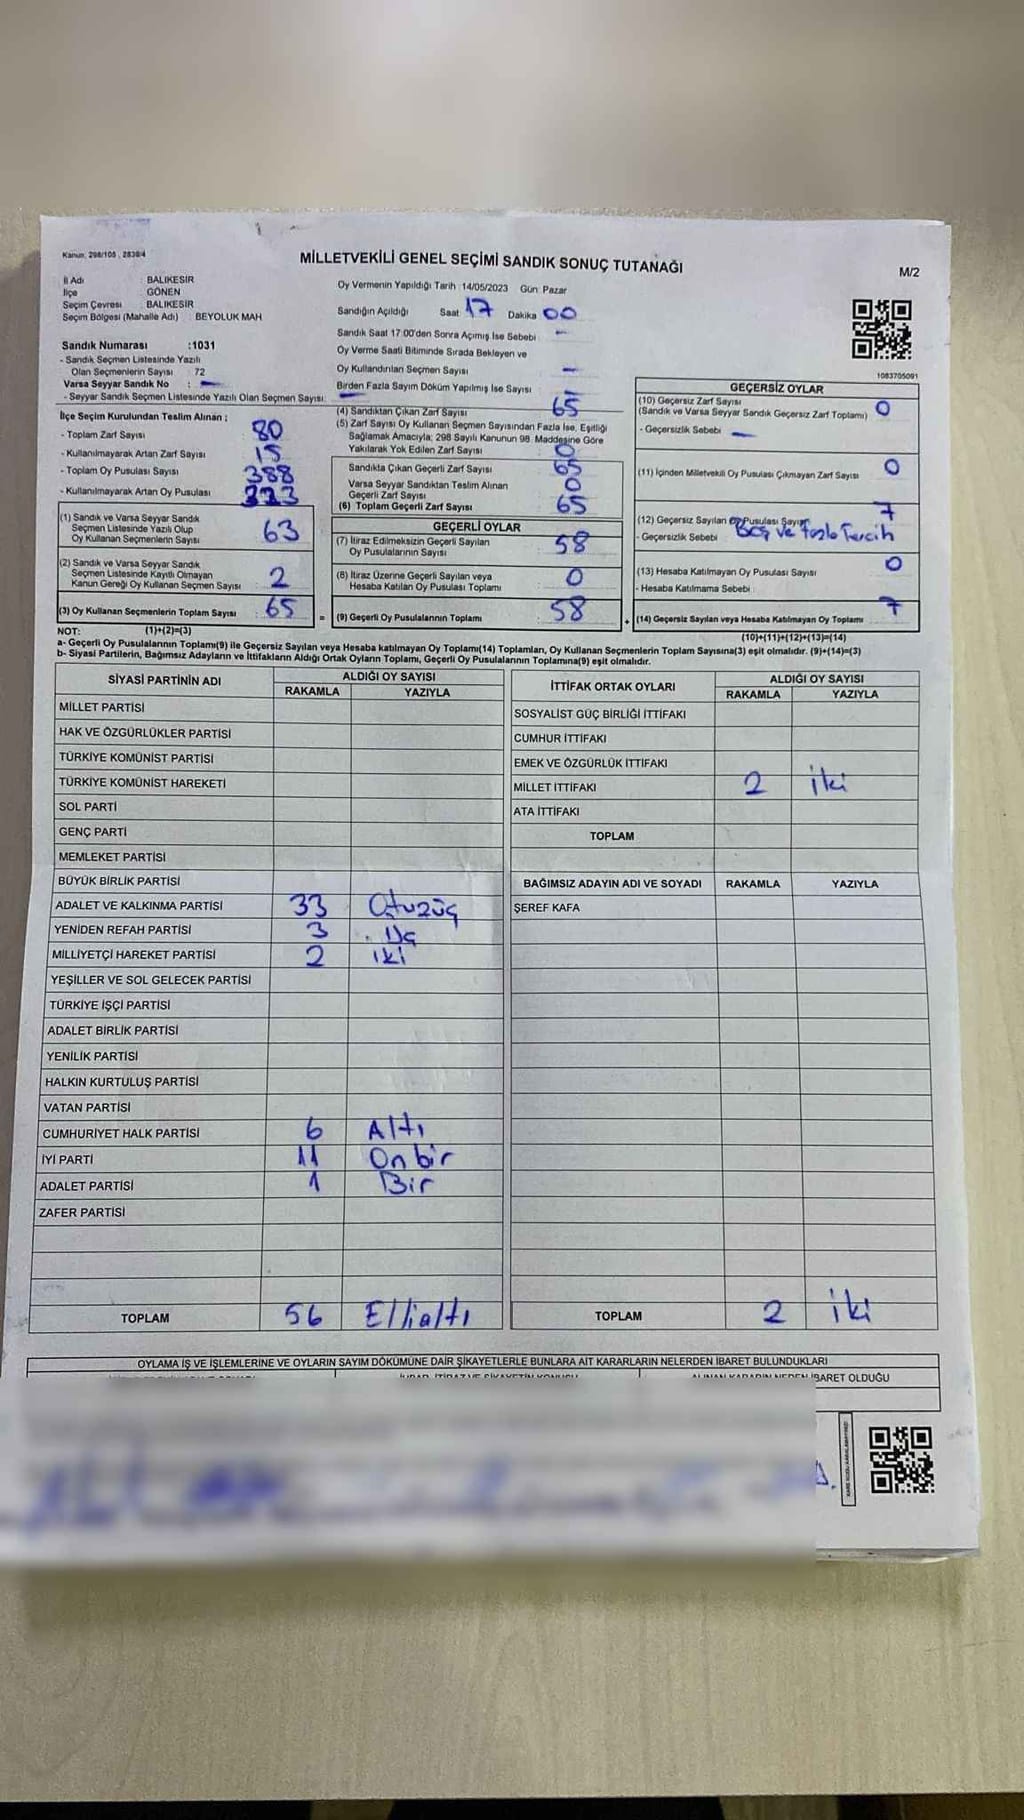 Kanun: 298/105 , 2839/4
MİLLETVEKİLİ GENEL SEÇİMİ SANDIK SONUÇ TUTANAĞI
M/2
İl Adı BALIKESİR
İlçe GÖNEN
Seçim Çevresi BALIKESİR
Seçim Bölgesi (Mahalle Adı) BEYOLUK MAH
Oy Vermenin Yapıldığı Tarih : 14/05/2023 Gün: Pazar
Sandığın Açıldığı Saat 17 Dakika 00
Sandık Saat 17:00'den Sonra Açılmış İse Sebebi -
Oy Verme Saati Bitiminde Sırada Bekleyen ve
Oy Kullandırılan Seçmen Sayısı -
Birden Fazla Sayım Döküm Yapılmış İse Sayısı
1083705091
Sandık Numarası :1031
- Sandık Seçmen Listesinde Yazılı
Olan Seçmenlerin Sayısı 72
Varsa Seyyar Sandık No : -
- Seyyar Sandık Seçmen Listesinde Yazılı Olan Seçmen Sayısı: -
İlçe Seçim Kurulundan Teslim Alınan :
- Toplam Zarf Sayısı 80
- Kullanılmayarak Artan Zarf Sayısı 15
- Toplam Oy Pusulası Sayısı 388
- Kullanılmayarak Artan Oy Pusulası 323
(1) Sandık ve Varsa Seyyar Sandık
Seçmen Listesinde Yazılı Olup
Oy Kullanan Seçmenlerin Sayısı 63
(2) Sandık ve Varsa Seyyar Sandık
Seçmen Listesinde Kayıtlı Olmayan
Kanun Gereği Oy Kullanan Seçmen Sayısı 2
(3) Oy Kullanan Seçmenlerin Toplam Sayısı 65
(1)+(2)=(3)
(4) Sandıktan Çıkan Zarf Sayısı 65
(5) Zarf Sayısı Oy Kullanan Seçmen Sayısından Fazla İse, Eşitliği
Sağlamak Amacıyla; 298 Sayılı Kanunun 98. Maddesine Göre
Yakılarak Yok Edilen Zarf Sayısı 0
Sandıkta Çıkan Geçerli Zarf Sayısı 65
Varsa Seyyar Sandıktan Teslim Alınan
Geçerli Zarf Sayısı 0
(6) Toplam Geçerli Zarf Sayısı 65
GEÇERLİ OYLAR
(7) İtiraz Edilmeksizin Geçerli Sayılan
Oy Pusulalarının Sayısı 58
(8) İtiraz Üzerine Geçerli Sayılan veya
Hesaba Katılan Oy Pusulası Toplamı 0
= (9) Geçerli Oy Pusulalarının Toplamı 58
GEÇERSİZ OYLAR
(10) Geçersiz Zarf Sayısı
(Sandık ve Varsa Seyyar Sandık Geçersiz Zarf Toplamı) 0
- Geçersizlik Sebebi -
(11) İçinden Milletvekili Oy Pusulası Çıkmayan Zarf Sayısı 0
(12) Geçersiz Sayılan Oy Pusulası Sayısı 7
- Geçersizlik Sebebi Boş ve fazla Tercih
(13) Hesaba Katılmayan Oy Pusulası Sayısı 0
- Hesaba Katılmama Sebebi :
+ (14) Geçersiz Sayılan veya Hesaba Katılmayan Oy Toplamı 7
(10)+(11)+(12)+(13)=(14)
NOT:
a- Geçerli Oy Pusulalarının Toplamı(9) ile Geçersiz Sayılan veya Hesaba katılmayan Oy Toplamı(14) Toplamları, Oy Kullanan Seçmenlerin Toplam Sayısına(3) eşit olmalıdır. (9)+(14)=(3)
b- Siyasi Partilerin, Bağımsız Adayların ve İttifakların Aldığı Ortak Oyların Toplamı, Geçerli Oy Pusulalarının Toplamına(9) eşit olmalıdır.
SİYASİ PARTİNİN ADI ALDIĞI OY SAYISI
RAKAMLA YAZIYLA
MİLLET PARTİSİ
HAK VE ÖZGÜRLÜKLER PARTİSİ
TÜRKİYE KOMÜNİST PARTİSİ
TÜRKİYE KOMÜNİST HAREKETİ
SOL PARTİ
GENÇ PARTİ
MEMLEKET PARTİSİ
BÜYÜK BİRLİK PARTİSİ
ADALET VE KALKINMA PARTİSİ 33 Otuzüç
YENİDEN REFAH PARTİSİ 3 Üç
MİLLİYETÇİ HAREKET PARTİSİ 2 iki
YEŞİLLER VE SOL GELECEK PARTİSİ
TÜRKİYE İŞÇİ PARTİSİ
ADALET BİRLİK PARTİSİ
YENİLİK PARTİSİ
HALKIN KURTULUŞ PARTİSİ
VATAN PARTİSİ
CUMHURİYET HALK PARTİSİ 6 Altı
İYİ PARTİ 11 Onbir
ADALET PARTİSİ 1 Bir
ZAFER PARTİSİ
TOPLAM 56 Ellialtı
İTTİFAK ORTAK OYLARI ALDIĞI OY SAYISI
RAKAMLA YAZIYLA
SOSYALİST GÜÇ BİRLİĞİ İTTİFAKI
CUMHUR İTTİFAKI
EMEK VE ÖZGÜRLÜK İTTİFAKI
MİLLET İTTİFAKI 2 iki
ATA İTTİFAKI
TOPLAM
BAĞIMSIZ ADAYIN ADI VE SOYADI RAKAMLA YAZIYLA
ŞEREF KAFA
TOPLAM 2 iki
OYLAMA İŞ VE İŞLEMLERİNE VE OYLARIN SAYIM DÖKÜMÜNE DAİR ŞİKAYETLERLE BUNLARA AİT KARARLARIN NELERDEN İBARET BULUNDUKLARI
İBARET OLDUĞU